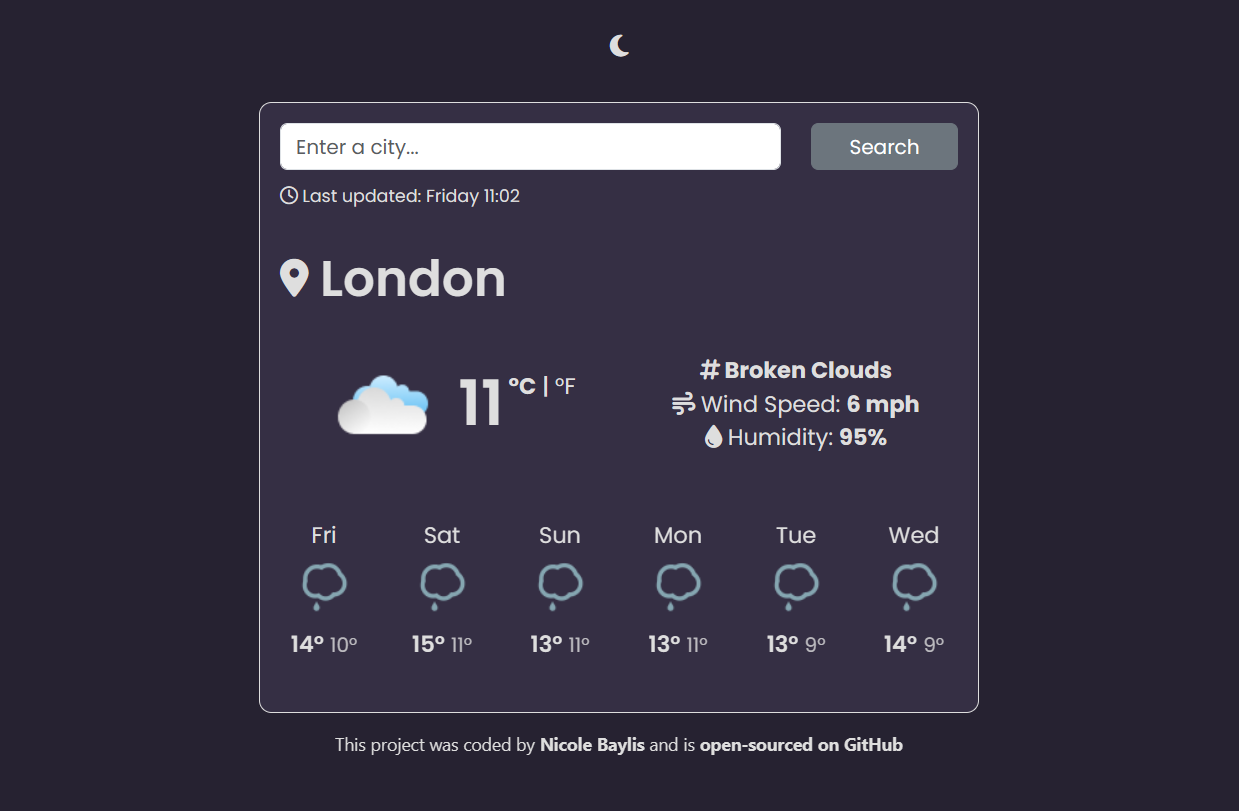 Enter a city...
Search
Last updated: Friday 11:02
London
11 °C | °F
# Broken Clouds
Wind Speed: 6 mph
Humidity: 95%
Fri Sat Sun Mon Tue Wed
14° 10° 15° 11° 13° 11° 13° 11° 13° 9° 14° 9°
This project was coded by Nicole Baylis and is open-sourced on GitHub